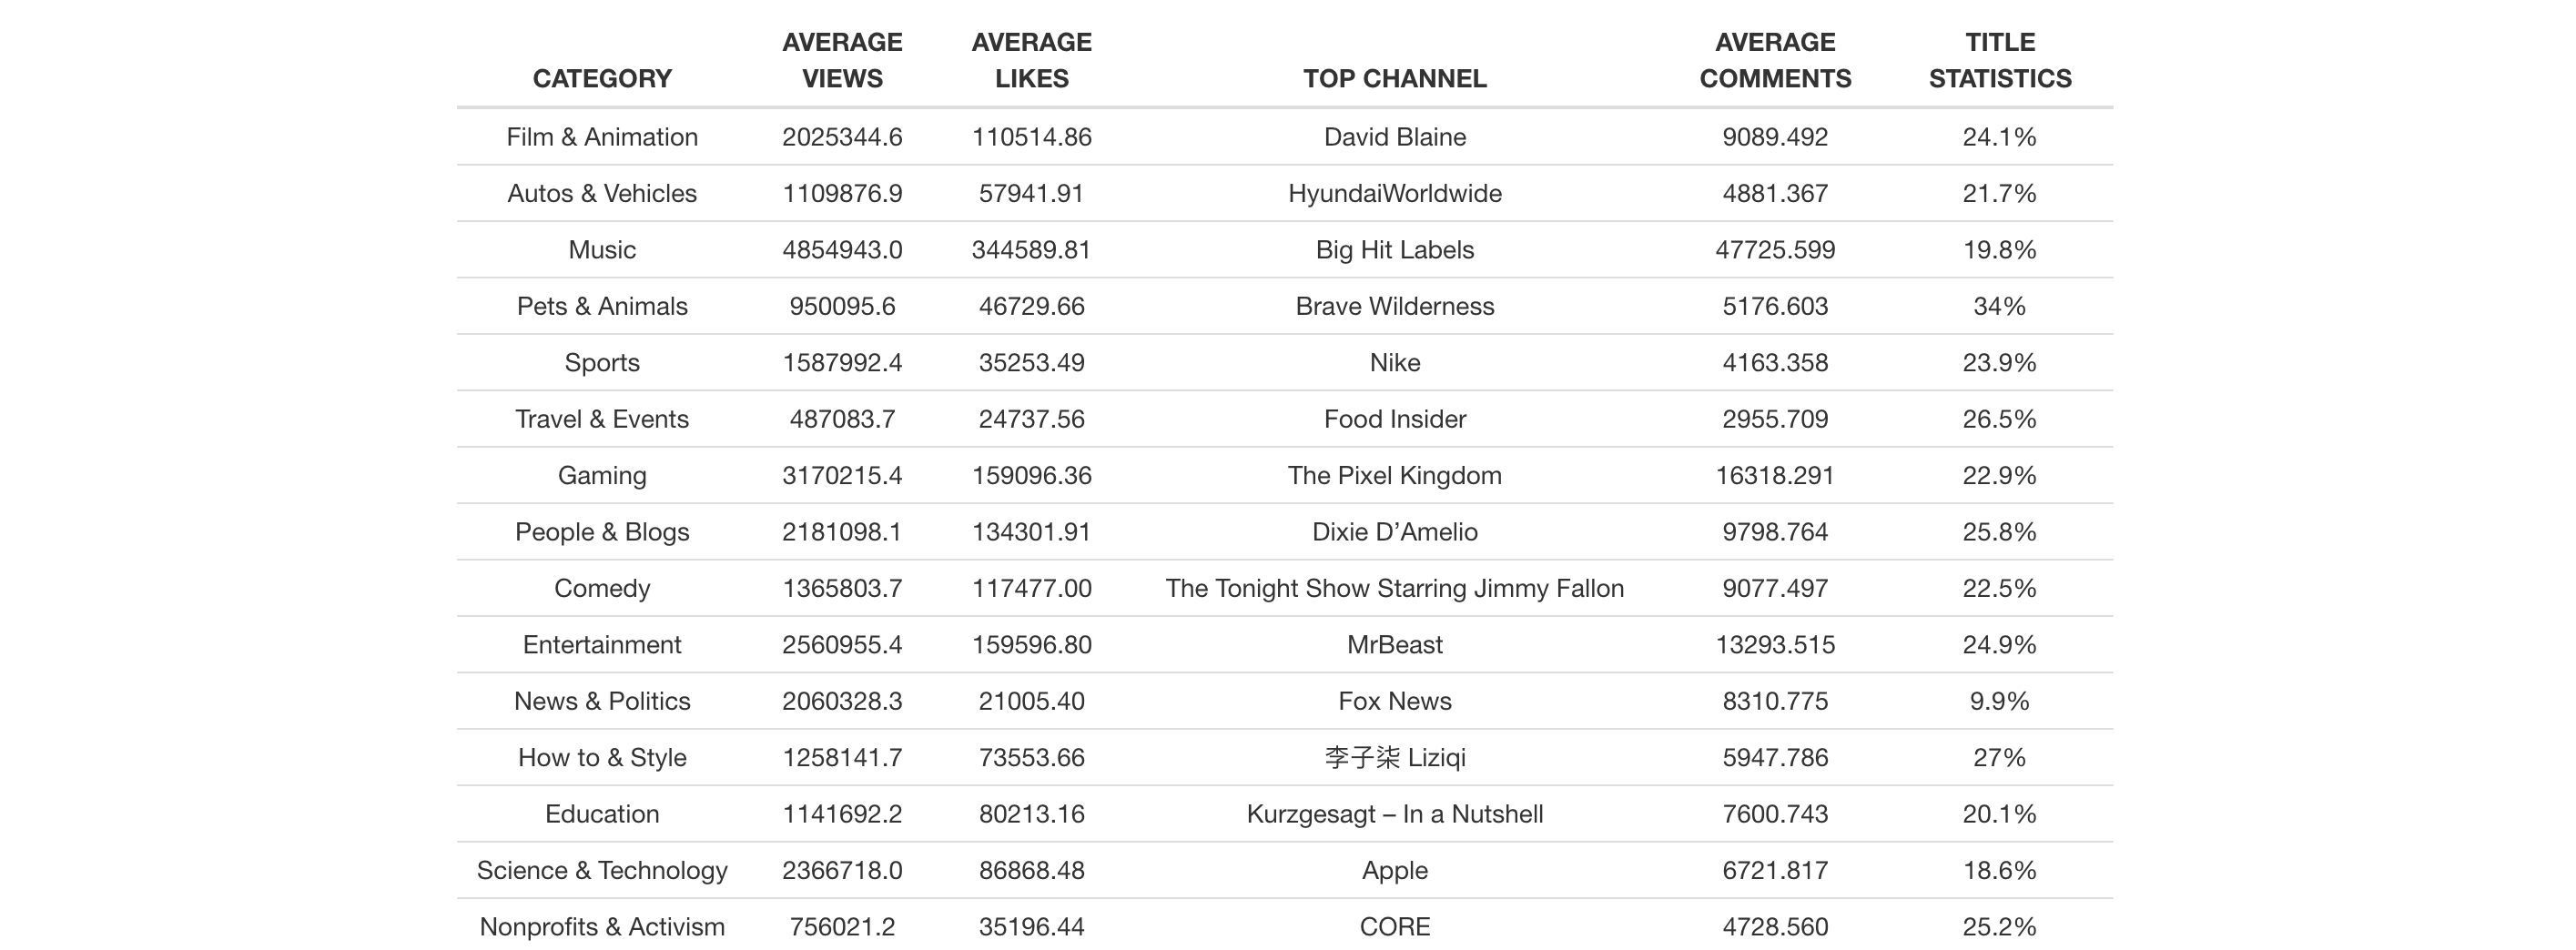 CATEGORY AVERAGE VIEWS AVERAGE LIKES TOP CHANNEL AVERAGE COMMENTS TITLE STATISTICS
Film & Animation 2025344.6 110514.86 David Blaine 9089.492 24.1%
Autos & Vehicles 1109876.9 57941.91 HyundaiWorldwide 4881.367 21.7%
Music 4854943.0 344589.81 Big Hit Labels 47725.599 19.8%
Pets & Animals 950095.6 46729.66 Brave Wilderness 5176.603 34%
Sports 1587992.4 35253.49 Nike 4163.358 23.9%
Travel & Events 487083.7 24737.56 Food Insider 2955.709 26.5%
Gaming 3170215.4 159096.36 The Pixel Kingdom 16318.291 22.9%
People & Blogs 2181098.1 134301.91 Dixie D’Amelio 9798.764 25.8%
Comedy 1365803.7 117477.00 The Tonight Show Starring Jimmy Fallon 9077.497 22.5%
Entertainment 2560955.4 159596.80 MrBeast 13293.515 24.9%
News & Politics 2060328.3 21005.40 Fox News 8310.775 9.9%
How to & Style 1258141.7 73553.66 李子柒 Liziqi 5947.786 27%
Education 1141692.2 80213.16 Kurzgesagt – In a Nutshell 7600.743 20.1%
Science & Technology 2366718.0 86868.48 Apple 6721.817 18.6%
Nonprofits & Activism 756021.2 35196.44 CORE 4728.560 25.2%